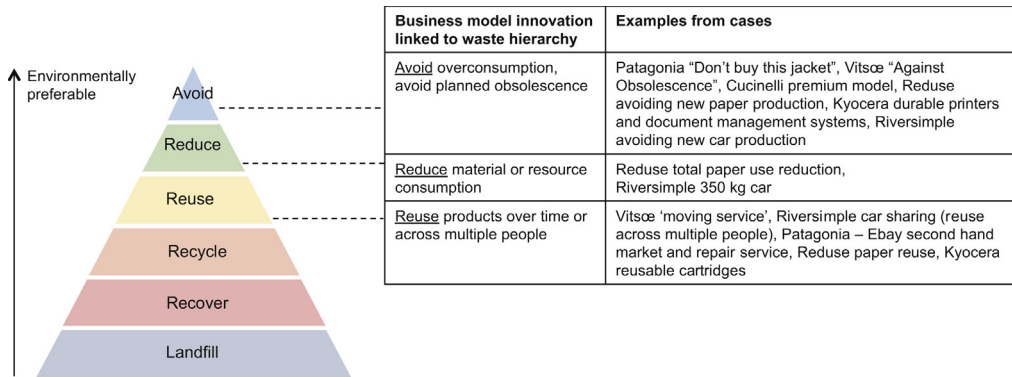 Environmentally
preferable
Avoid
Reduce
Reuse
Recycle
Recover
Landfill
Business model innovation
linked to waste hierarchy
Examples from cases
Avoid overconsumption,
avoid planned obsolescence
Patagonia “Don’t buy this jacket”, Vitsœ “Against
Obsolescence”, Cucinelli premium model, Reduse
avoiding new paper production, Kyocera durable printers
and document management systems, Riversimple
avoiding new car production
Reduce material or resource
consumption
Reduse total paper use reduction,
Riversimple 350 kg car
Reuse products over time or
across multiple people
Vitsœ ‘moving service’, Riversimple car sharing (reuse
across multiple people), Patagonia – Ebay second hand
market and repair service, Reduse paper reuse, Kyocera
reusable cartridges